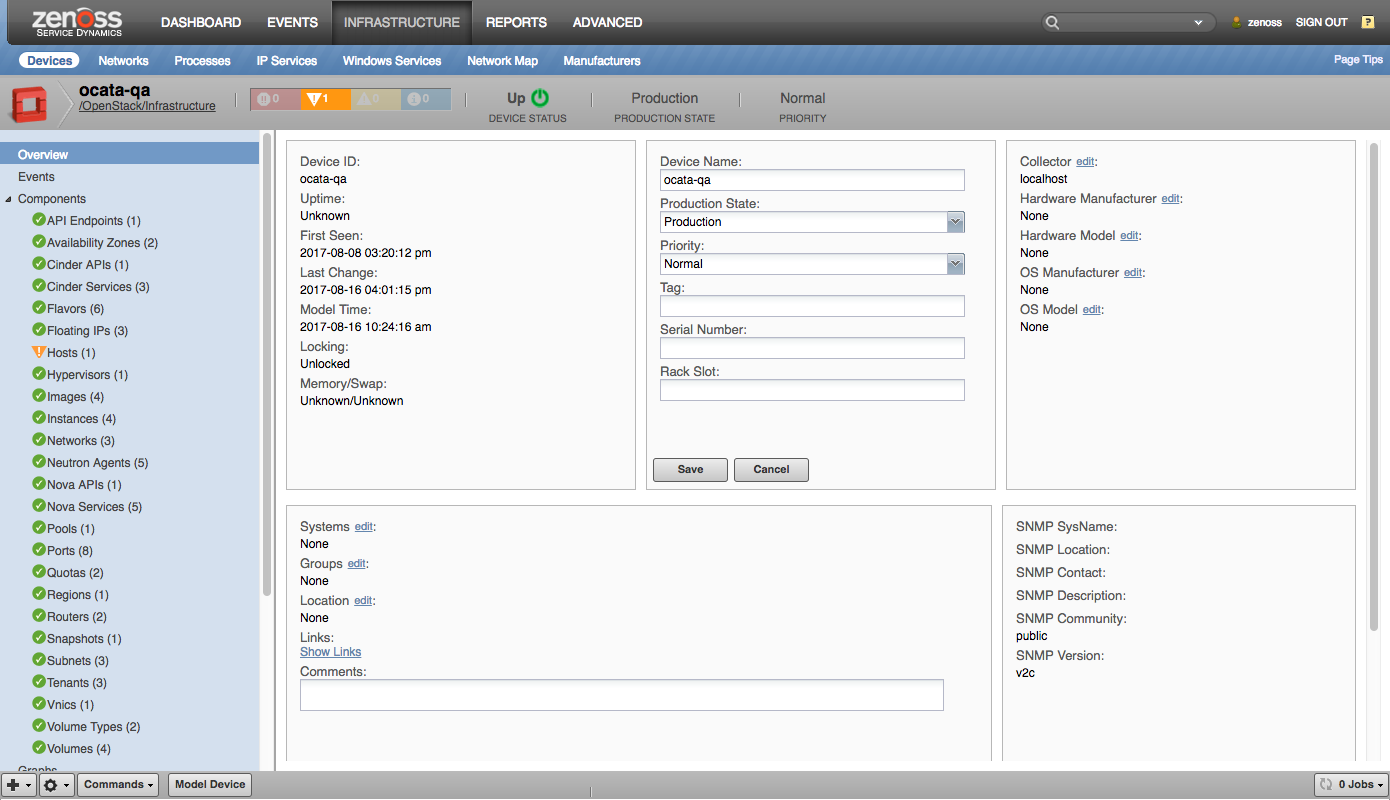 zenoss
SERVICE DYNAMICS
DASHBOARD EVENTS INFRASTRUCTURE REPORTS ADVANCED
zenoss SIGN OUT ?
Devices Networks Processes IP Services Windows Services Network Map Manufacturers Page Tips
ocata-qa
/OpenStack/Infrastructure
0 1 0 0
Up
DEVICE STATUS
Production
PRODUCTION STATE
Normal
PRIORITY
Overview
Events
Components
API Endpoints (1)
Availability Zones (2)
Cinder APIs (1)
Cinder Services (3)
Flavors (6)
Floating IPs (3)
Hosts (1)
Hypervisors (1)
Images (4)
Instances (4)
Networks (3)
Neutron Agents (5)
Nova APIs (1)
Nova Services (5)
Pools (1)
Ports (8)
Quotas (2)
Regions (1)
Routers (2)
Snapshots (1)
Subnets (3)
Tenants (3)
Vnics (1)
Volume Types (2)
Volumes (4)
Graphs
Device ID:
ocata-qa
Uptime:
Unknown
First Seen:
2017-08-08 03:20:12 pm
Last Change:
2017-08-16 04:01:15 pm
Model Time:
2017-08-16 10:24:16 am
Locking:
Unlocked
Memory/Swap:
Unknown/Unknown
Device Name:
ocata-qa
Production State:
Production
Priority:
Normal
Tag:
Serial Number:
Rack Slot:
Save Cancel
Collector edit:
localhost
Hardware Manufacturer edit:
None
Hardware Model edit:
None
OS Manufacturer edit:
None
OS Model edit:
None
Systems edit:
None
Groups edit:
None
Location edit:
None
Links:
Show Links
Comments:
SNMP SysName:
SNMP Location:
SNMP Contact:
SNMP Description:
SNMP Community:
public
SNMP Version:
v2c
Commands Model Device 0 Jobs